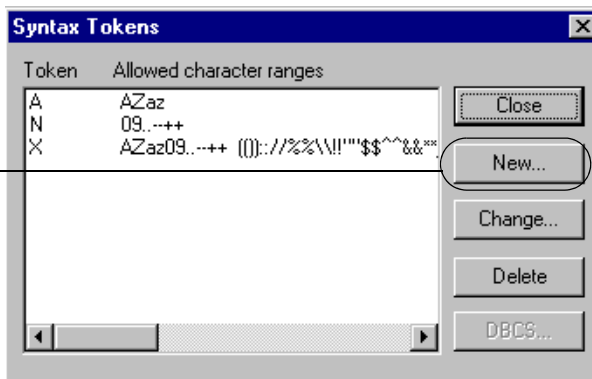 Syntax Tokens
Token Allowed character ranges
A AZaz
N 09..--++
X AZaz09..--++ (())::://%%\\!!""''$$^^&&**
Close
New...
Change...
Delete
DBCS...